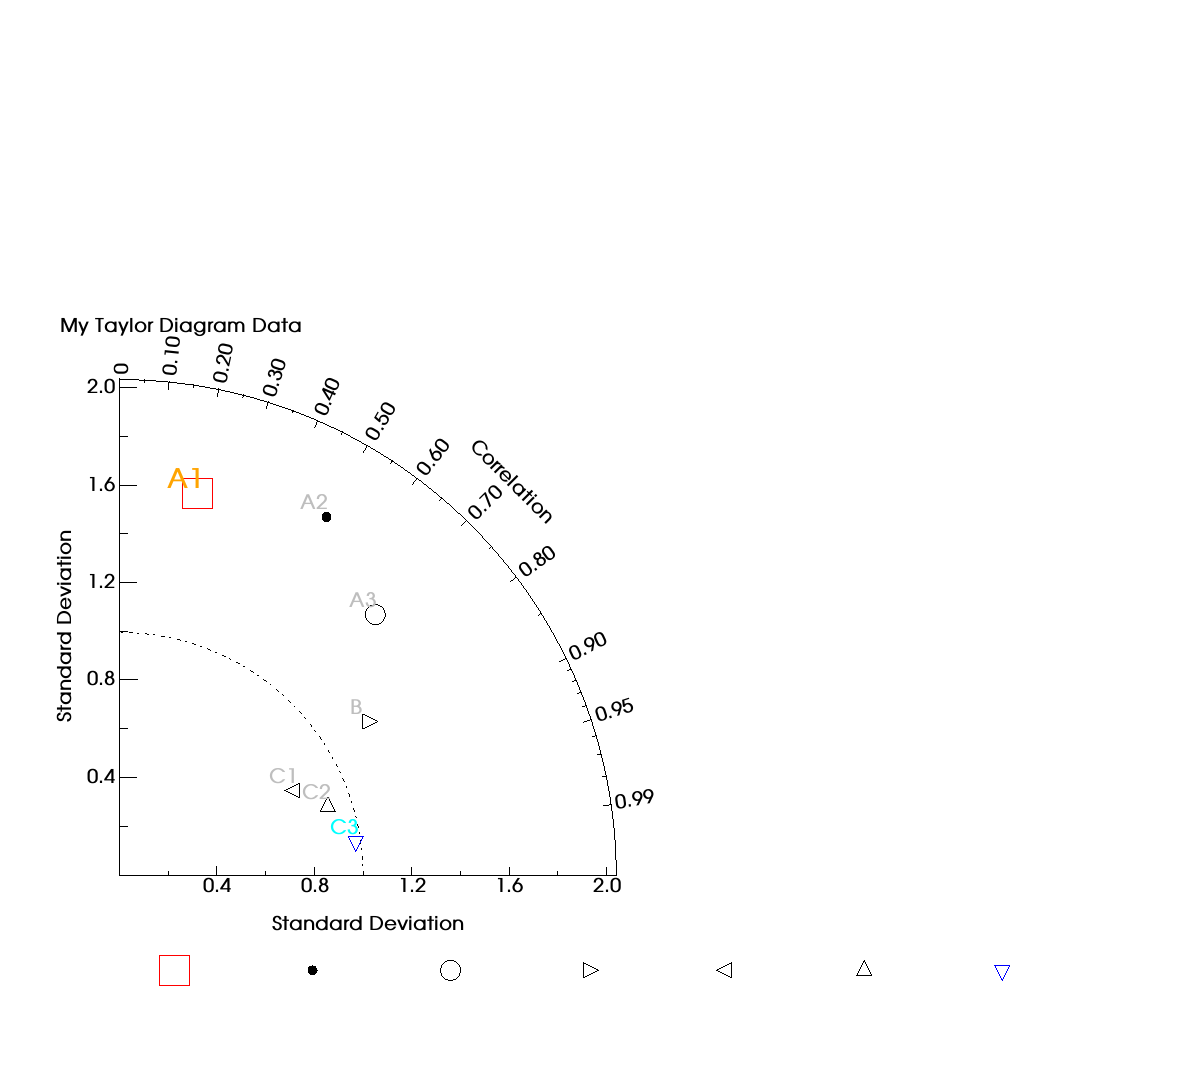 My Taylor Diagram Data
0
0.10
0.20
0.30
0.40
0.50
0.60
0.70
0.80
0.90
0.95
0.99
Correlation
2.0
1.6
1.2
0.8
0.4
Standard Deviation
A1
A2
A3
B
C1
C2
C3
0.4 0.8 1.2 1.6 2.0
Standard Deviation